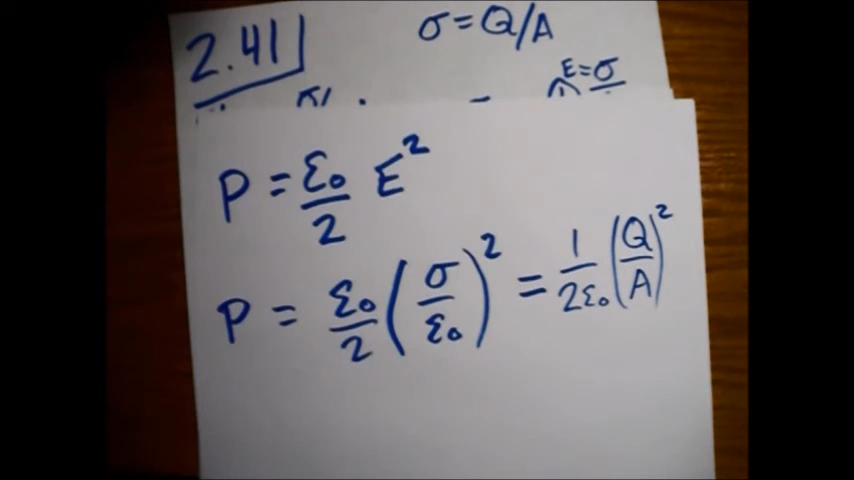 2.41 σ = Q/A
E = σ
P = ε₀/2 E²
P = ε₀/2 (σ/ε₀)² = 1/2ε₀ (Q/A)²